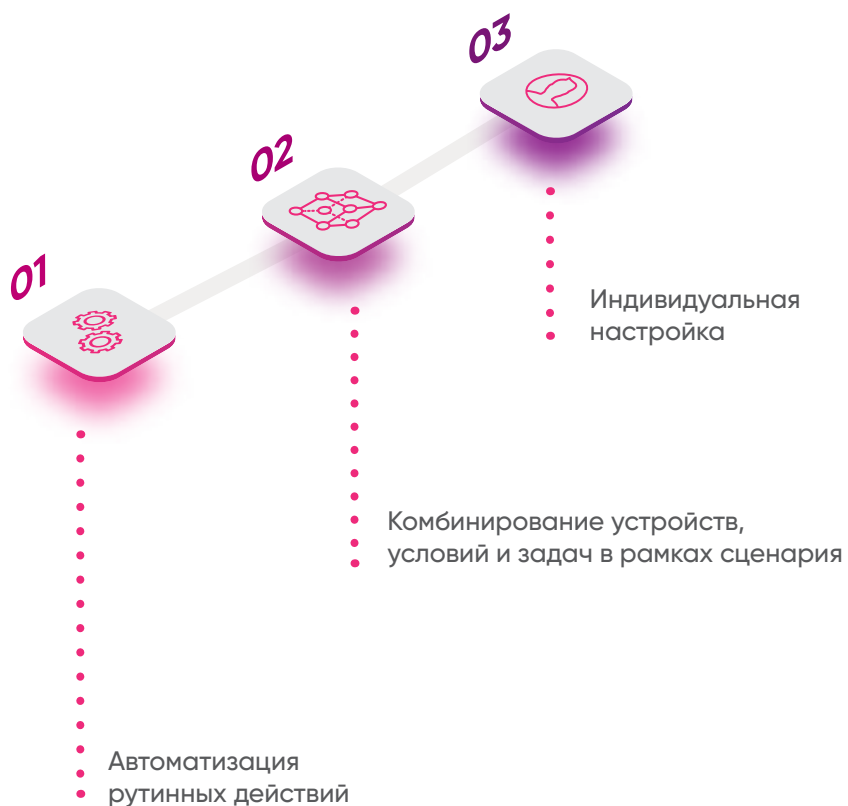 03
02
01
Индивидуальная
настройка
Комбинирование устройств,
условий и задач в рамках сценария
Автоматизация
рутинных действий